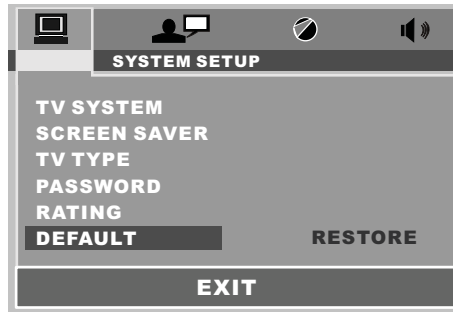 SYSTEM SETUP
TV SYSTEM
SCREEN SAVER
TV TYPE
PASSWORD
RATING
DEFAULT RESTORE
EXIT